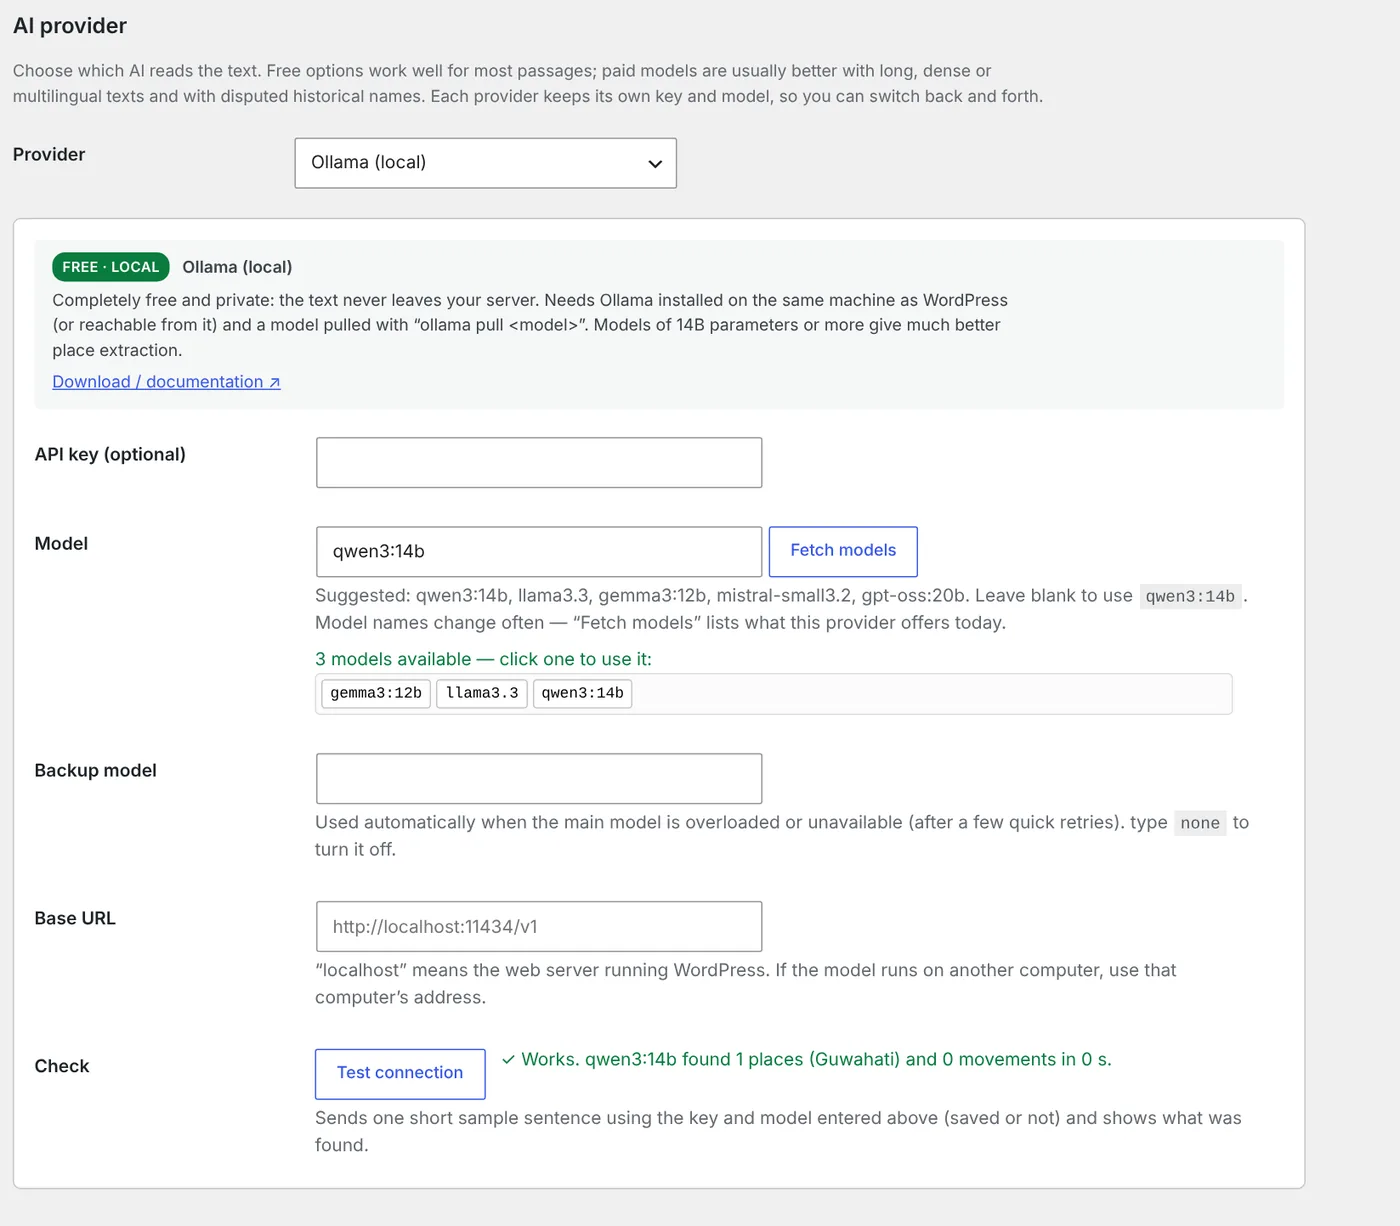 AI provider
Choose which AI reads the text. Free options work well for most passages; paid models are usually better with long, dense or
multilingual texts and with disputed historical names. Each provider keeps its own key and model, so you can switch back and forth.
Provider
Ollama (local)
FREE · LOCAL Ollama (local)
Completely free and private: the text never leaves your server. Needs Ollama installed on the same machine as WordPress
(or reachable from it) and a model pulled with “ollama pull <model>”. Models of 14B parameters or more give much better
place extraction.
Download / documentation ↗
API key (optional)
Model
qwen3:14b
Fetch models
Suggested: qwen3:14b, llama3.3, gemma3:12b, mistral-small3.2, gpt-oss:20b. Leave blank to use qwen3:14b.
Model names change often — “Fetch models” lists what this provider offers today.
3 models available — click one to use it:
gemma3:12b llama3.3 qwen3:14b
Backup model
Used automatically when the main model is overloaded or unavailable (after a few quick retries). type none to
turn it off.
Base URL
http://localhost:11434/v1
“localhost” means the web server running WordPress. If the model runs on another computer, use that
computer’s address.
Check
Test connection
✓ Works. qwen3:14b found 1 places (Guwahati) and 0 movements in 0 s.
Sends one short sample sentence using the key and model entered above (saved or not) and shows what was
found.